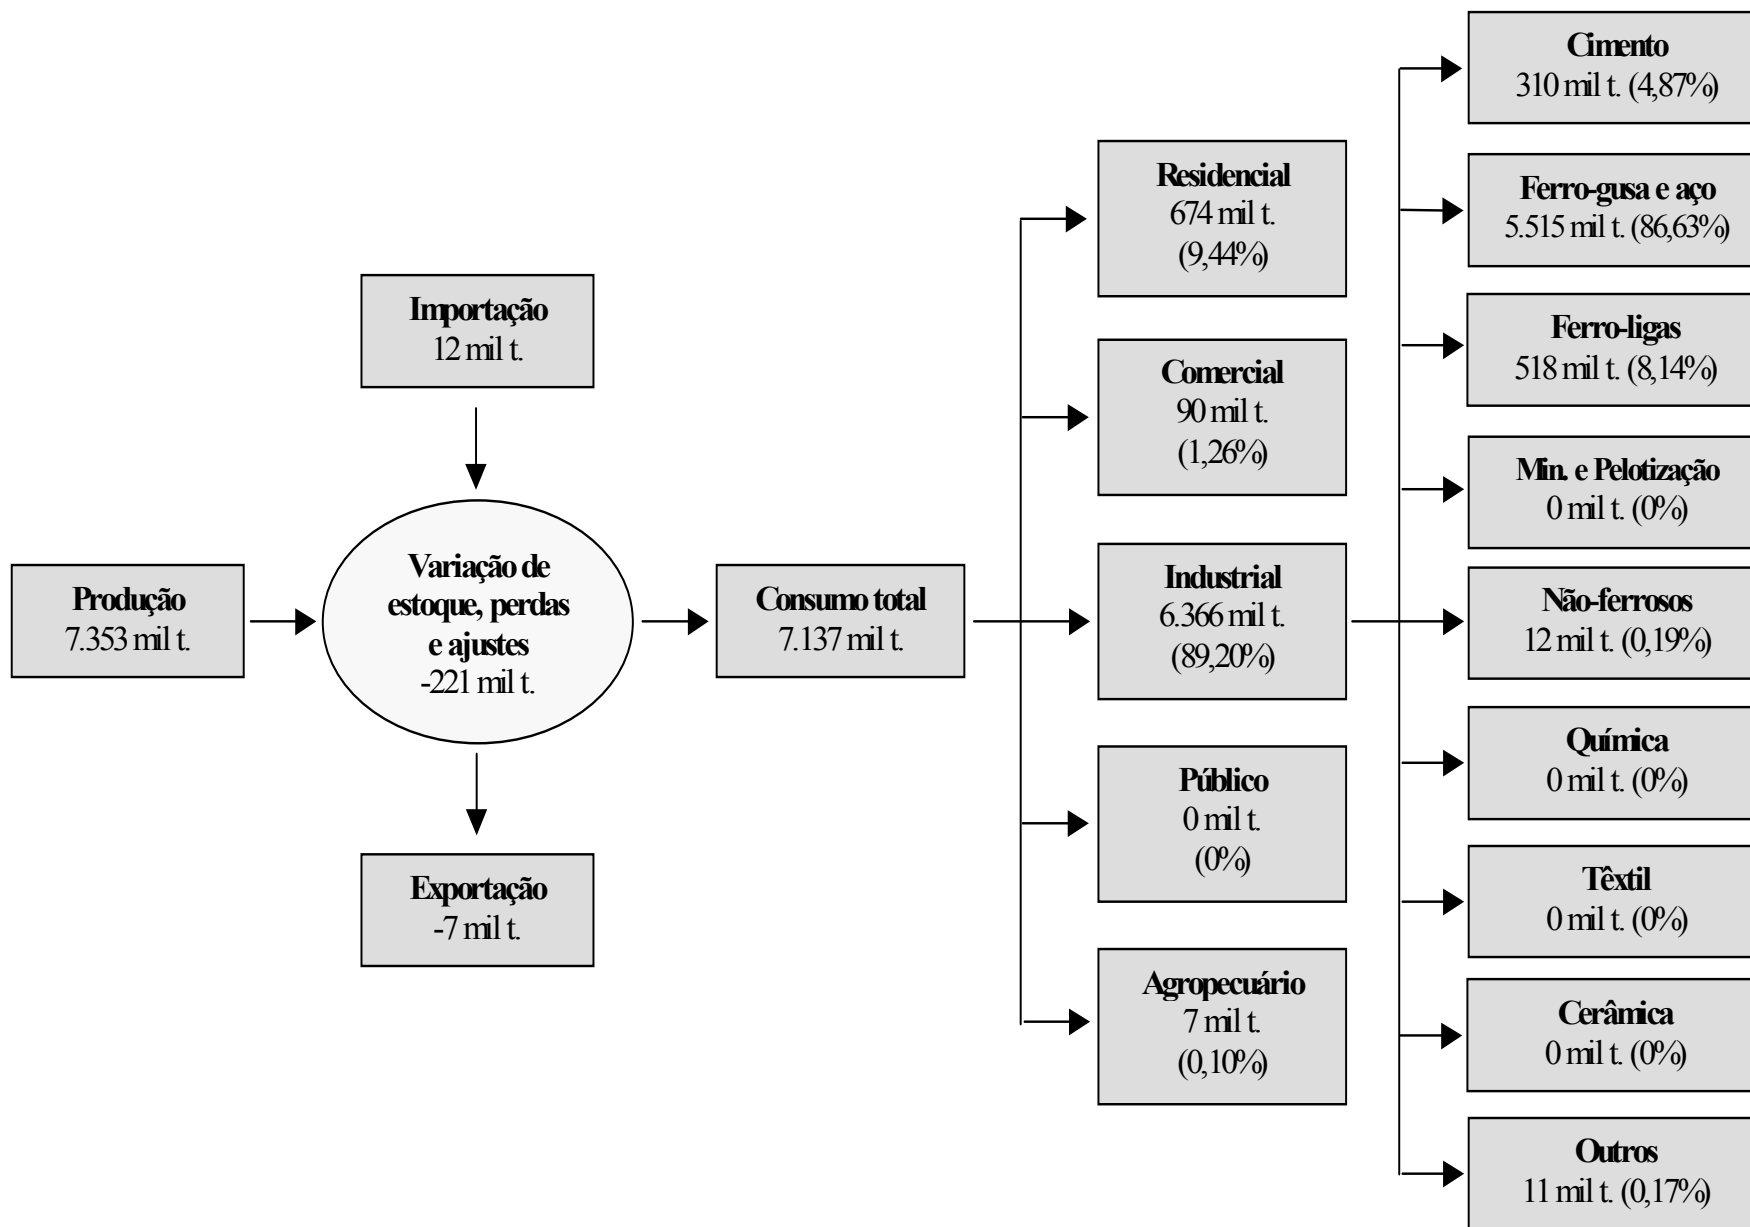 Produção
7.353 mil t.
Importação
12 mil t.
Variação de
estoque, perdas
e ajustes
-221 mil t.
Exportação
-7 mil t.
Consumo total
7.137 mil t.
Residencial
674 mil t.
(9,44%)
Comercial
90 mil t.
(1,26%)
Industrial
6.366 mil t.
(89,20%)
Público
0 mil t.
(0%)
Agropecuário
7 mil t.
(0,10%)
Cimento
310 mil t. (4,87%)
Ferro-gusa e aço
5.515 mil t. (86,63%)
Ferro-ligas
518 mil t. (8,14%)
Min. e Pelotização
0 mil t. (0%)
Não-ferrosos
12 mil t. (0,19%)
Química
0 mil t. (0%)
Têxtil
0 mil t. (0%)
Cerâmica
0 mil t. (0%)
Outros
11 mil t. (0,17%)